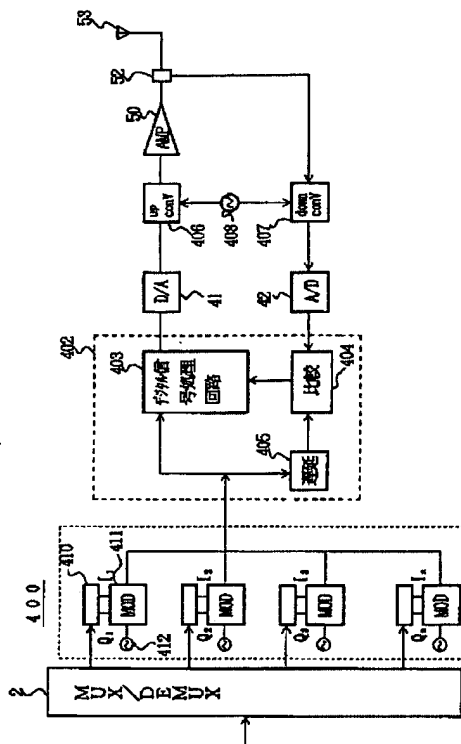 400
2
MUX/DEMUX
410
I₁
411
MOD
Q₁
412
I₂
MOD
Q₂
I₃
MOD
Q₃
Iₙ
MOD
Qₙ
402
403
デジタル信
号処理
回路
405
遅延
404
比較
41
D/A
42
A/D
406
up
conV
408
407
down
conV
50
AMP
52
53